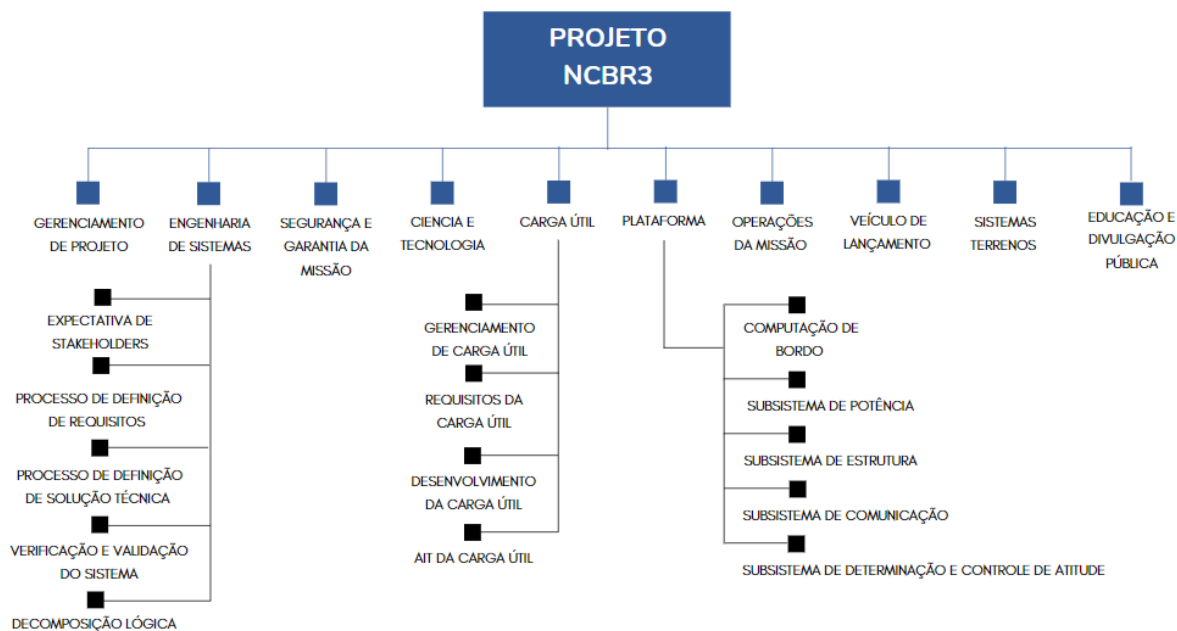 PROJETO
NCBR3
GERENCIAMENTO
DE PROJETO
ENGENHARIA
DE SISTEMAS
SEGURANÇA E
GARANTIA DA
MISSÃO
CIENCIA E
TECNOLOGIA
CARGA ÚTIL
PLATAFORMA
OPERAÇÕES
DA MISSÃO
VEÍCULO DE
LANÇAMENTO
SISTEMAS
TERRENOS
EDUCAÇÃO E
DIVULGAÇÃO
PÚBLICA
EXPECTATIVA DE
STAKEHOLDERS
PROCESSO DE DEFINIÇÃO
DE REQUISITOS
PROCESSO DE DEFINIÇÃO
DE SOLUÇÃO TÉCNICA
VERIFICAÇÃO E VALIDAÇÃO
DO SISTEMA
DECOMPOSIÇÃO LÓGICA
GERENCIAMENTO
DE CARGA ÚTIL
REQUISITOS DA
CARGA ÚTIL
DESENVOLVIMENTO
DA CARGA ÚTIL
AIT DA CARGA ÚTIL
COMPUTAÇÃO DE
BORDO
SUBSISTEMA DE POTÊNCIA
SUBSISTEMA DE ESTRUTURA
SUBSISTEMA DE COMUNICAÇÃO
SUBSISTEMA DE DETERMINAÇÃO E CONTROLE DE ATITUDE